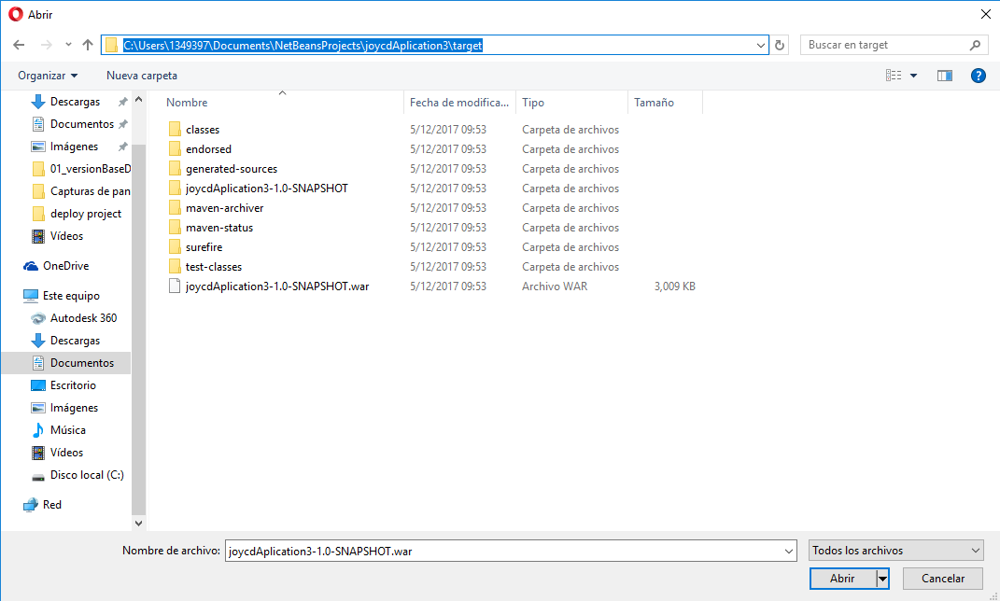 Abrir
C:\Users\1349397\Documents\NetBeansProjects\joycdAplication3\target
Buscar en target
Organizar
Nueva carpeta
Descargas
Documentos
Imágenes
01_versionBaseD
Capturas de pan
deploy project
Vídeos
OneDrive
Este equipo
Autodesk 360
Descargas
Documentos
Escritorio
Imágenes
Música
Vídeos
Disco local (C:)
Red
Nombre Fecha de modifica... Tipo Tamaño
classes 5/12/2017 09:53 Carpeta de archivos
endorsed 5/12/2017 09:53 Carpeta de archivos
generated-sources 5/12/2017 09:53 Carpeta de archivos
joycdAplication3-1.0-SNAPSHOT 5/12/2017 09:53 Carpeta de archivos
maven-archiver 5/12/2017 09:53 Carpeta de archivos
maven-status 5/12/2017 09:53 Carpeta de archivos
surefire 5/12/2017 09:53 Carpeta de archivos
test-classes 5/12/2017 09:53 Carpeta de archivos
joycdAplication3-1.0-SNAPSHOT.war 5/12/2017 09:53 Archivo WAR 3,009 KB
Nombre de archivo: joycdAplication3-1.0-SNAPSHOT.war
Todos los archivos
Abrir
Cancelar